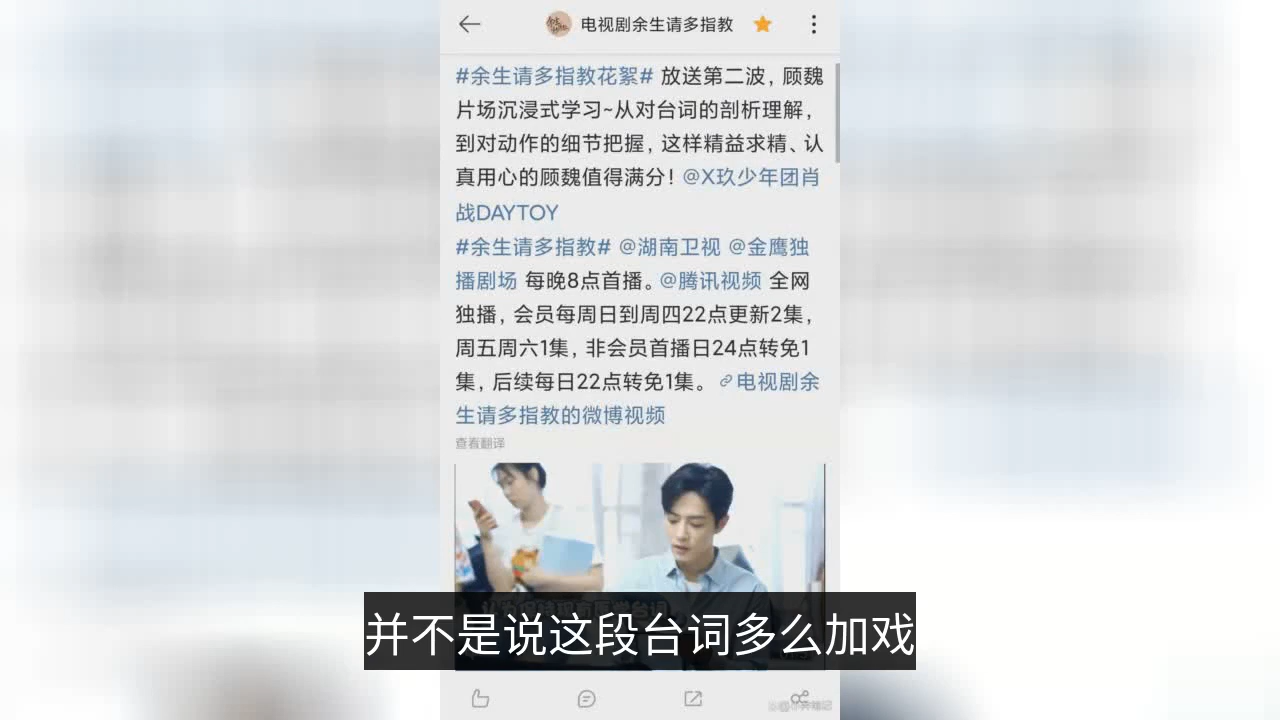 电视剧余生请多指教
#余生请多指教花絮# 放送第二波，顾魏
片场沉浸式学习~从对台词的剖析理解，
到对动作的细节把握，这样精益求精、认
真用心的顾魏值得满分！@X玖少年团肖
战DAYTOY
#余生请多指教# @湖南卫视 @金鹰独
播剧场 每晚8点首播。@腾讯视频 全网
独播，会员每周日到周四22点更新2集，
周五周六1集，非会员首播日24点转免1
集，后续每日22点转免1集。电视剧余
生请多指教的微博视频
查看翻译
并不是说这段台词多么加戏